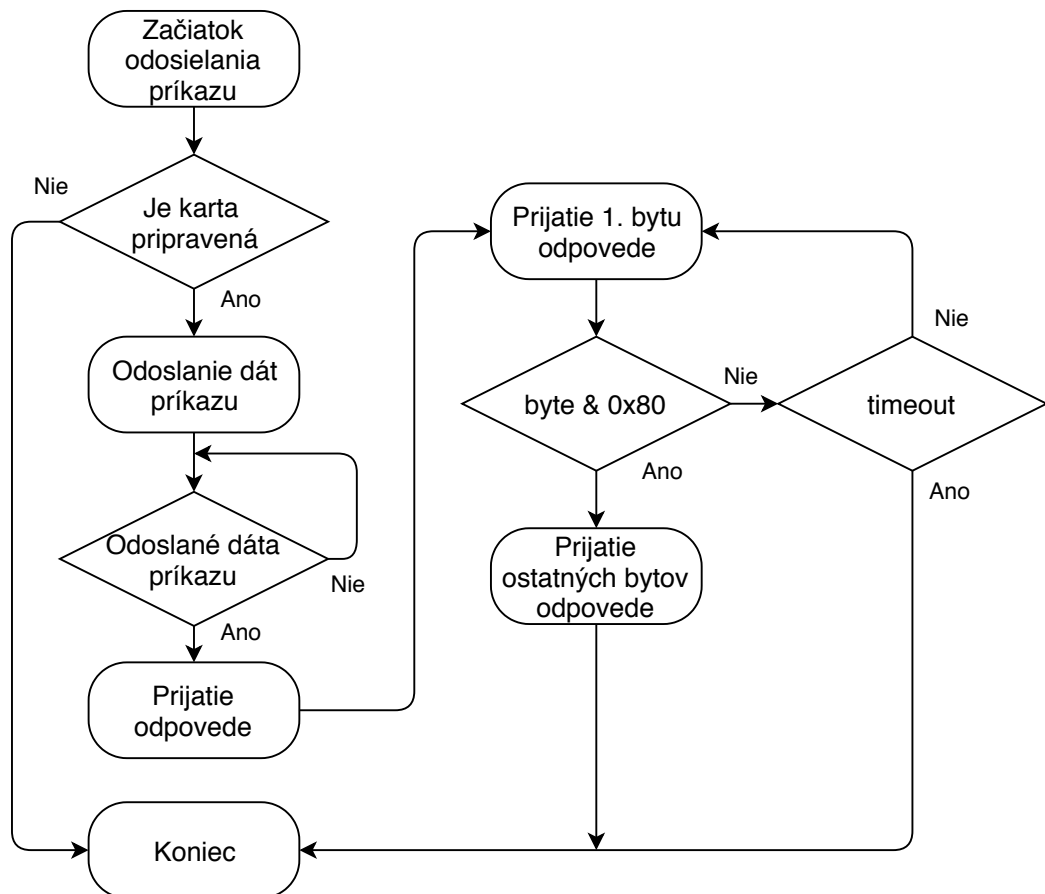 Začiatok
odosielania
príkazu
Nie
Je karta
pripravená
Ano
Odoslanie dát
príkazu
Odoslané dáta
príkazu
Nie
Ano
Prijatie
odpovede
Koniec
Prijatie 1. bytu
odpovede
byte & 0x80
Nie
Ano
Prijatie
ostatných bytov
odpovede
Nie
timeout
Ano